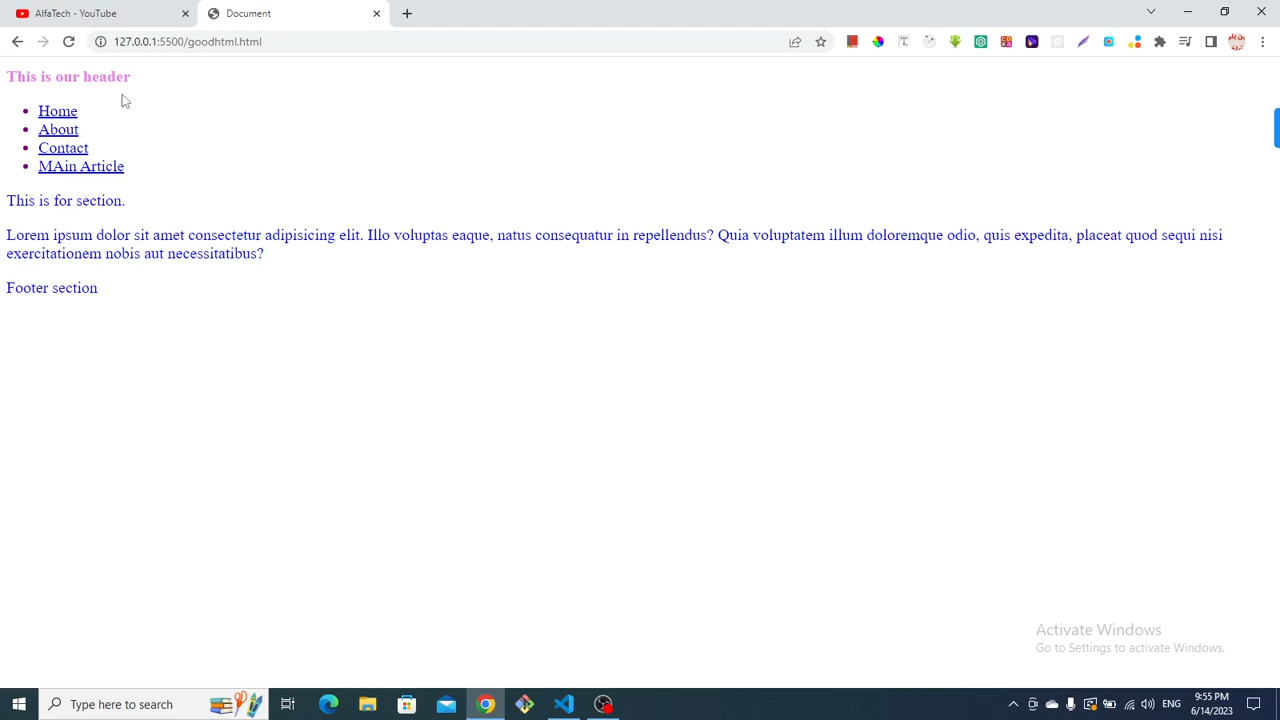 AlfaTech - YouTube
Document
127.0.0.1:5500/goodhtml.html
This is our header
Home
About
Contact
MAin Article
This is for section.
Lorem ipsum dolor sit amet consectetur adipisicing elit. Illo voluptas eaque, natus consequatur in repellendus? Quia voluptatem illum doloremque odio, quis expedita, placeat quod sequi nisi
exercitationem nobis aut necessitatibus?
Footer section
Activate Windows
Go to Settings to activate Windows.
Type here to search
ENG
9:55 PM
6/14/2023